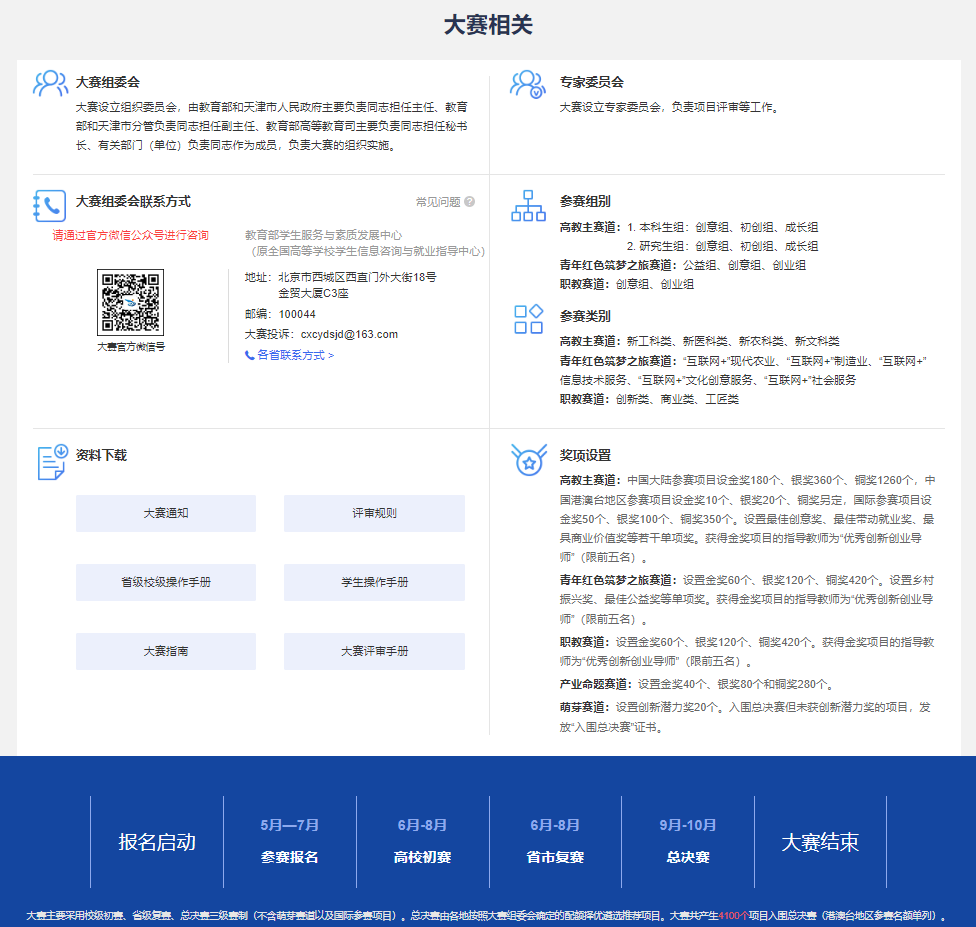 大赛相关
大赛组委会
大赛设立组织委员会，由教育部和天津市人民政府主要负责同志担任主任、教育
部和天津市分管负责同志担任副主任、教育部高等教育司主要负责同志担任秘书
长、有关部门（单位）负责同志作为成员，负责大赛的组织实施。
专家委员会
大赛设立专家委员会，负责项目评审等工作。
大赛组委会联系方式
常见问题 ?
请通过官方微信公众号进行咨询
大赛官方微信号
教育部学生服务与素质发展中心
（原全国高等学校学生信息咨询与就业指导中心）
地址：北京市西城区西直门外大街18号
金贸大厦C3座
邮编：100044
大赛投诉：cxcydsjd@163.com
各省联系方式 >
参赛组别
高教主赛道：1. 本科生组：创意组、初创组、成长组
2. 研究生组：创意组、初创组、成长组
青年红色筑梦之旅赛道：公益组、创意组、创业组
职教赛道：创意组、创业组
参赛类别
高教主赛道：新工科类、新医科类、新农科类、新文科类
青年红色筑梦之旅赛道：“互联网+”现代农业、“互联网+”制造业、“互联网+”
信息技术服务、“互联网+”文化创意服务、“互联网+”社会服务
职教赛道：创新类、商业类、工匠类
资料下载
大赛通知
评审规则
省级校级操作手册
学生操作手册
大赛指南
大赛评审手册
奖项设置
高教主赛道：中国大陆参赛项目设金奖180个、银奖360个、铜奖1260个，中
国港澳台地区参赛项目设金奖10个、银奖20个、铜奖另定，国际参赛项目设
金奖50个、银奖100个、铜奖350个。设置最佳创意奖、最佳带动就业奖、最
具商业价值奖等若干单项奖。获得金奖项目的指导教师为“优秀创新创业导
师”（限前五名）。
青年红色筑梦之旅赛道：设置金奖60个、银奖120个、铜奖420个。设置乡村
振兴奖、最佳公益奖等单项奖。获得金奖项目的指导教师为“优秀创新创业导
师”（限前五名）。
职教赛道：设置金奖60个、银奖120个、铜奖420个。获得金奖项目的指导教
师为“优秀创新创业导师”（限前五名）。
产业命题赛道：设置金奖40个、银奖80个和铜奖280个。
萌芽赛道：设置创新潜力奖20个。入围总决赛但未获创新潜力奖的项目，发
放“入围总决赛”证书。
报名启动
5月—7月
参赛报名
6月-8月
高校初赛
6月-8月
省市复赛
9月-10月
总决赛
大赛结束
大赛主要采用校级初赛、省级复赛、总决赛三级赛制（不含萌芽赛道以及国际参赛项目）。总决赛由各地按照大赛组委会确定的配额择优遴选推荐项目。大赛共产生4100个项目入围总决赛（港澳台地区参赛名额单列）。